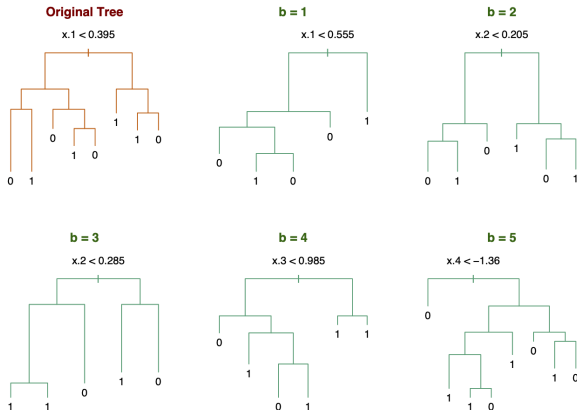 Original Tree
x.1 < 0.395
1
0
1 0
1 0
0 1
b = 1
x.1 < 0.555
1
0
0
1 0
b = 2
x.2 < 0.205
1
0
0 1
0 1
b = 3
x.2 < 0.285
1 0
0
1 1
b = 4
x.3 < 0.985
1 1
0
1
0 1
b = 5
x.4 < −1.36
0
0
1
1 0
1
1 0